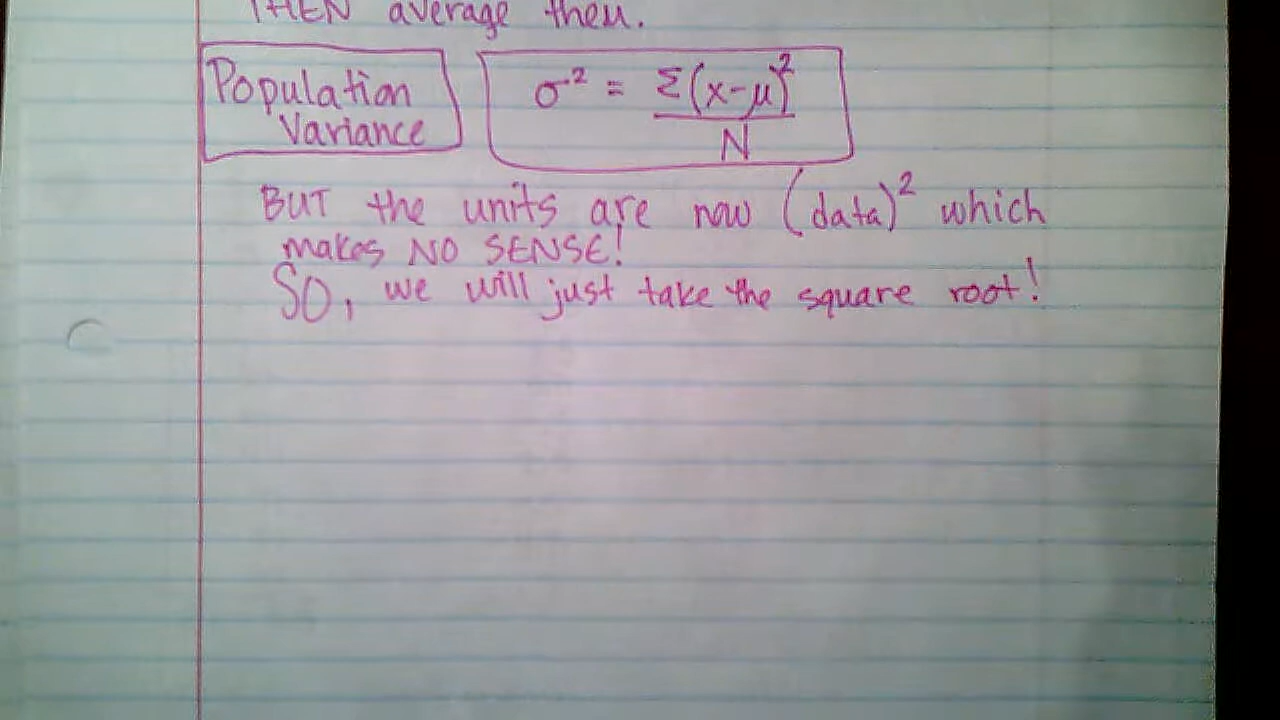 THEN average them.
Population
Variance
σ² = Σ(x-μ)²
N
BUT the units are now (data)² which
makes NO SENSE!
SO, we will just take the square root!